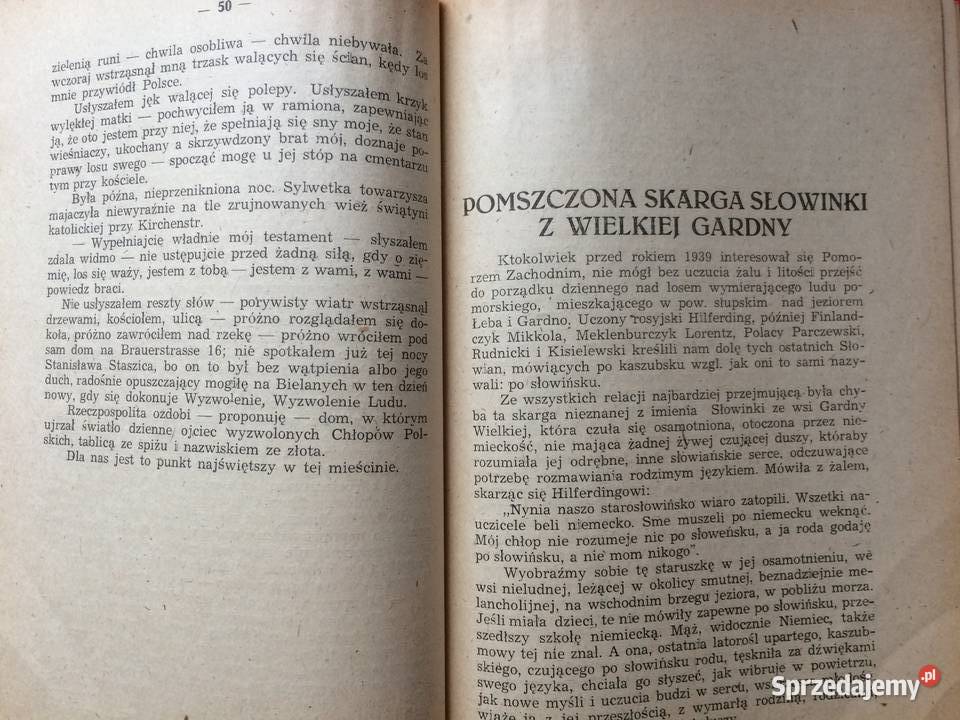 — 50 —
zielenią runi — chwila osobliwa — chwila niebywała. Za
wczoraj wstrząsnął mną trzask walących się ścian, kędy los
mnie przywiódł Polsce.
Usłyszałem jęk walącej się polepy. Usłyszałem krzyk
wylękłej matki — pochwyciłem ją w ramiona, zapewniając
ją, że oto jestem przy niej, że spełniają się sny moje, że stan
wieśniaczy, ukochany a skrzywdzony brat mój, doznaje po-
prawy losu swego — spocząć mogę u jej stóp na cmentarzu
tym przy kościele.
Była późna, nieprzenikniona noc. Sylwetka towarzysza
majaczyła niewyraźnie na tle zrujnowanych wież świątyni
katolickiej przy Kirchenstr.
— Wypełniajcie władnie mój testament — słyszałem
zdala widmo — nie ustępujcie przed żadną siłą, gdy o zie-
mię, los się waży, jestem z tobą — jestem z wami, z wami —
powiedz braci.
Nie usłyszałem reszty słów — porywisty wiatr wstrząsnął
drzewami, kościołem, ulicą — próżno rozglądałem się do-
koła, próżno zawróciłem nad rzekę — próżno wróciłem pod
sam dom na Brauerstrasse 16; nie spotkałem już tej nocy
Stanisława Staszica, bo on to był bez wątpienia albo jego
duch, radośnie opuszczający mogiłę na Bielanych w ten dzień
nowy, gdy się dokonuje Wyzwolenie, Wyzwolenie Ludu.
Rzeczpospolita ozdobi — proponuję — dom, w którym
ujrzał światło dzienne ojciec wyzwolonych Chłopów Pol-
skich, tablicą ze spiżu i nazwiskiem ze złota.
Dla nas jest to punkt najświętszy w tej mieścinie.
POMSZCZONA SKARGA SŁOWINKI
Z WIELKIEJ GARDNY
Ktokolwiek przed rokiem 1939 interesował się Pomo-
rzem Zachodnim, nie mógł bez uczucia żalu i litości przejść
do porządku dziennego nad losem wymierającego ludu po-
morskiego, mieszkającego w pow. słupskim nad jeziorem
Łeba i Gardno. Uczony rosyjski Hilferding, później Finland-
czyk Mikkola, Meklenburczyk Lorentz, Polacy Parczewski,
Rudnicki i Kisielewski kreślili nam dolę tych ostatnich Sło-
wian, mówiących po kaszubsku wzgl. jak oni to sami nazy-
wali: po słowińsku.
Ze wszystkich relacji najbardziej przejmującą była chy-
ba ta skarga nieznanej z imienia Słowinki ze wsi Gardny
Wielkiej, która czuła się osamotniona, otoczona przez nie-
mieckość, nie mająca żadnej żywej czującej duszy, któraby
rozumiała jej odrębne, inne słowiańskie serce, odczuwające
potrzebę rozmawiania rodzimym językiem. Mówiła z żalem,
skarżąc się Hilferdingowi:
„Nynia naszo starosłowińsko wiaro zatopili. Wszetki na-
uczicele beli niemecko. Sme muszeli po niemecku weknąć.
Mój chłop nie rozumeje nic po słoweńsku, a ja roda godaję
po słowińsku, a nie mom nikogo".
Wyobraźmy sobie tę staruszkę w jej osamotnieniu, we
wsi nieludnej, leżącej w okolicy smutnej, beznadziejnie me-
lancholijnej, na wschodnim brzegu jeziora, w pobliżu morza.
Jeśli miała dzieci, te nie mówiły zapewne po słowińsku, prze-
szedłszy szkołę niemiecką. Mąż, widocznie Niemiec, także
mowy tej nie znał. A ona, ostatnia latorośl upartego, kaszub-
skiego, czującego po słowińsku rodu, tęskniła za dźwiękami
swego języka, chciała go słyszeć, jak wibruje w powietrzu,
jak nowe myśli i uczucia budzi w sercu,
wiąże ją z jej przeszłością, z wymarłą rodziną,
Sprzedajemy.pl